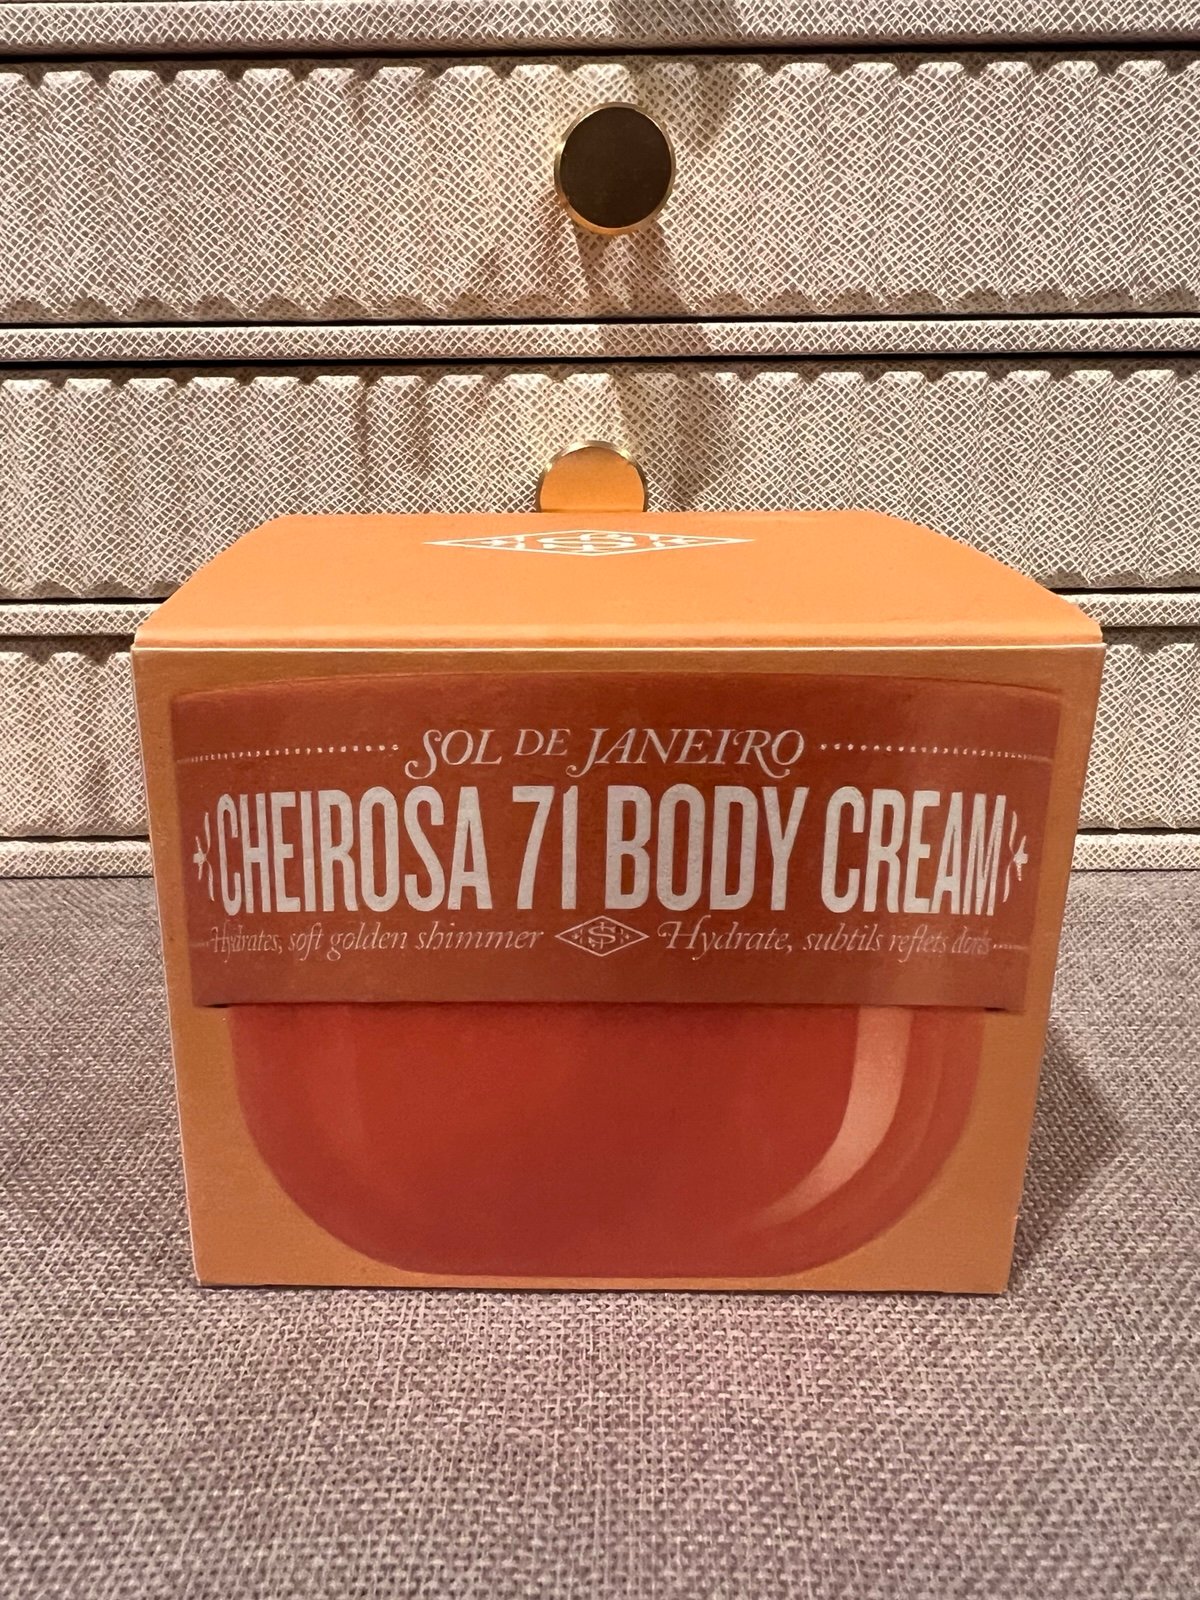 SOL DE JANEIRO
CHEIROSA 71 BODY CREAM
Hydrates, soft golden shimmer S Hydrate, subtils reflets dorés